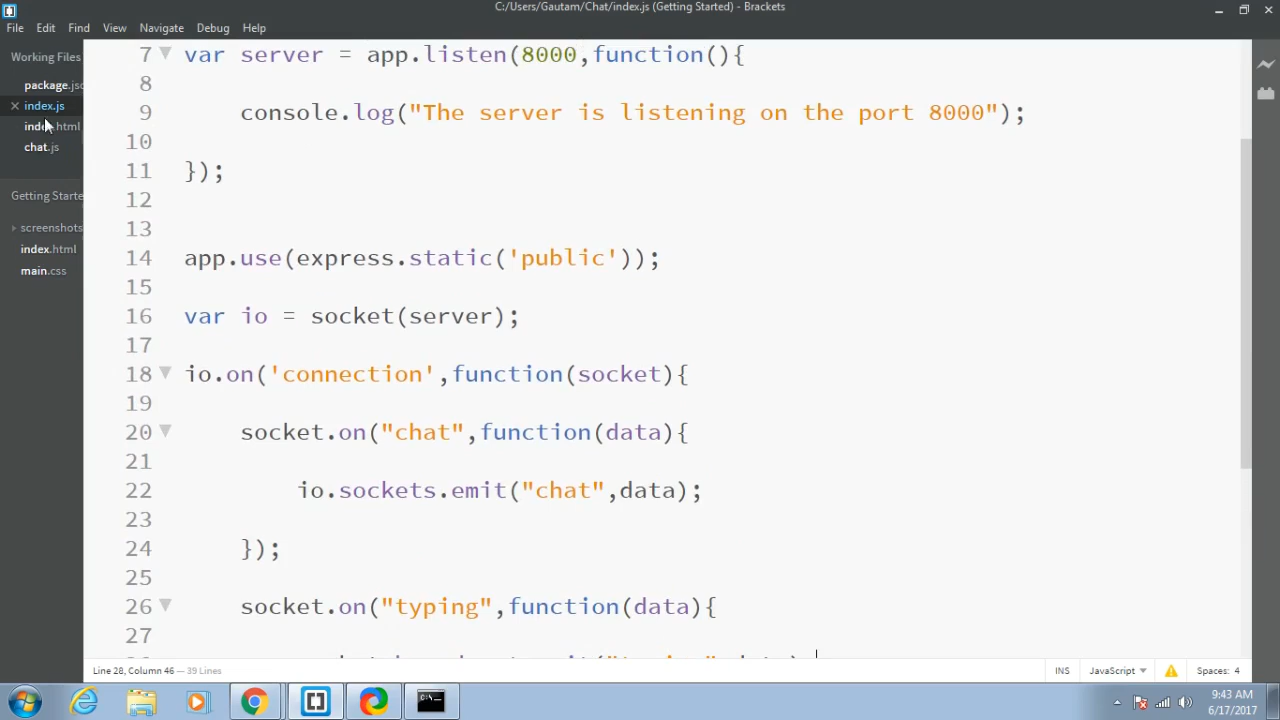 C:/Users/Gautam/Chat/index.js (Getting Started) - Brackets
File Edit Find View Navigate Debug Help
Working Files
package.jsc
index.js
index.html
chat.js
Getting Starte
screenshots
index.html
main.css
7 var server = app.listen(8000,function(){
8
9 console.log("The server is listening on the port 8000");
10
11 });
12
13
14 app.use(express.static('public'));
15
16 var io = socket(server);
17
18 io.on('connection',function(socket){
19
20 socket.on("chat",function(data){
21
22 io.sockets.emit("chat",data);
23
24 });
25
26 socket.on("typing",function(data){
27
Line 28, Column 46 — 39 Lines
INS JavaScript Spaces: 4
9:43 AM
6/17/2017